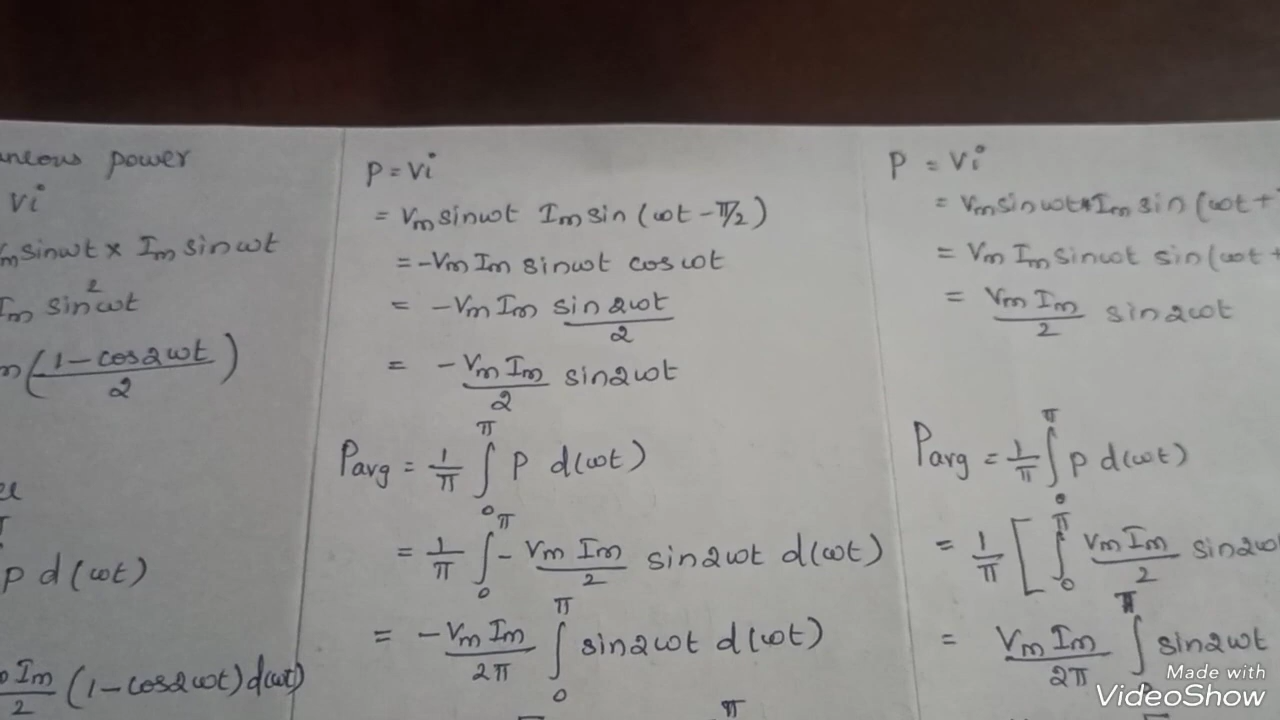 power
vi
sinωt × Im sinωt
Im sin²ωt
(1-cos2ωt / 2)
p d(ωt)
Im/2 (1-cos2ωt)d(ωt)
P = Vi
= Vm sinωt Im sin (ωt - π/2)
= -Vm Im sinωt cosωt
= -Vm Im sin2ωt/2
= -Vm Im/2 sin2ωt
Pavg = 1/π ∫₀^π P d(ωt)
= 1/π ∫₀^π - Vm Im/2 sin2ωt d(ωt)
= -Vm Im/2π ∫₀^π sin2ωt d(ωt)
π
P = Vi
= Vm sinωt * Im sin (ωt +
= Vm Im sinωt sin(ωt +
= Vm Im/2 sin2ωt
Pavg = 1/π ∫₀^π p d(ωt)
= 1/π [ ∫₀^π Vm Im/2 sin2ω
= Vm Im/2π ∫₀^π sin2ωt
Made with
VideoShow